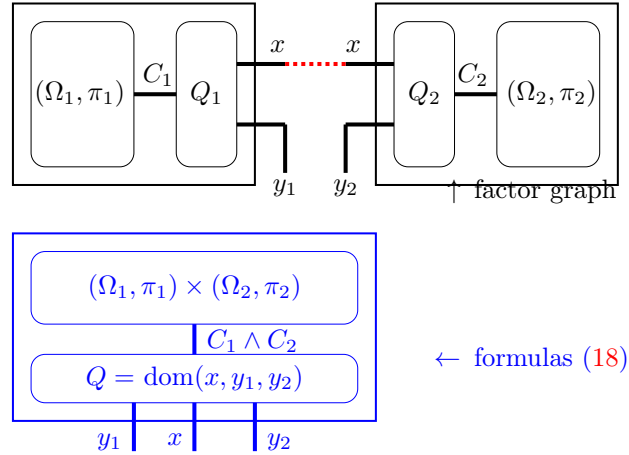 x x
(Ω₁, π₁) C₁ Q₁ Q₂ C₂ (Ω₂, π₂)
y₁ y₂ ↑ factor graph
(Ω₁, π₁) × (Ω₂, π₂)
C₁ ∧ C₂
Q = dom(x, y₁, y₂) ← formulas (18)
y₁ x y₂